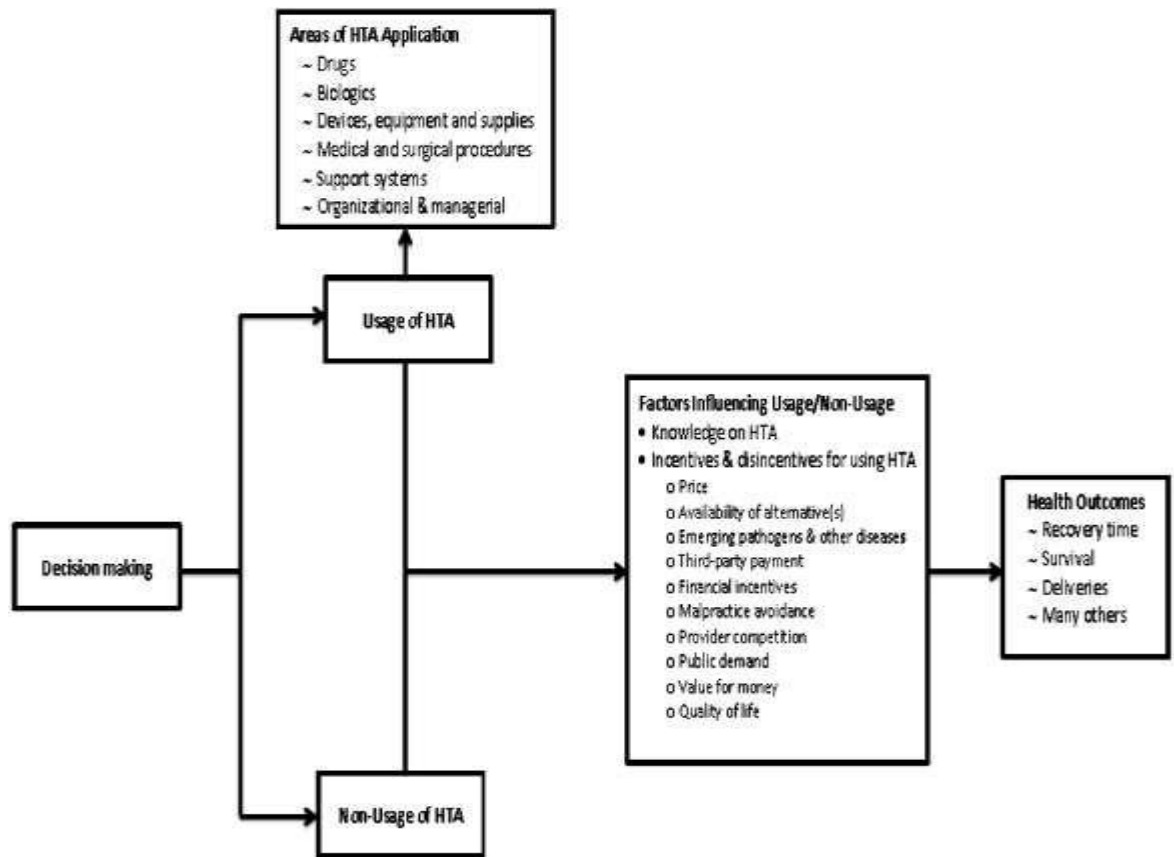 Areas of HTA Application
~ Drugs
~ Biologics
~ Devices, equipment and supplies
~ Medical and surgical procedures
~ Support systems
~ Organizational & managerial
Usage of HTA
Factors Influencing Usage/Non-Usage
• Knowledge on HTA
• Incentives & disincentives for using HTA
o Price
o Availability of alternative(s)
o Emerging pathogens & other diseases
o Third-party payment
o Financial incentives
o Malpractice avoidance
o Provider competition
o Public demand
o Value for money
o Quality of life
Health Outcomes
~ Recovery time
~ Survival
~ Deliveries
~ Many others
Decision making
Non-Usage of HTA